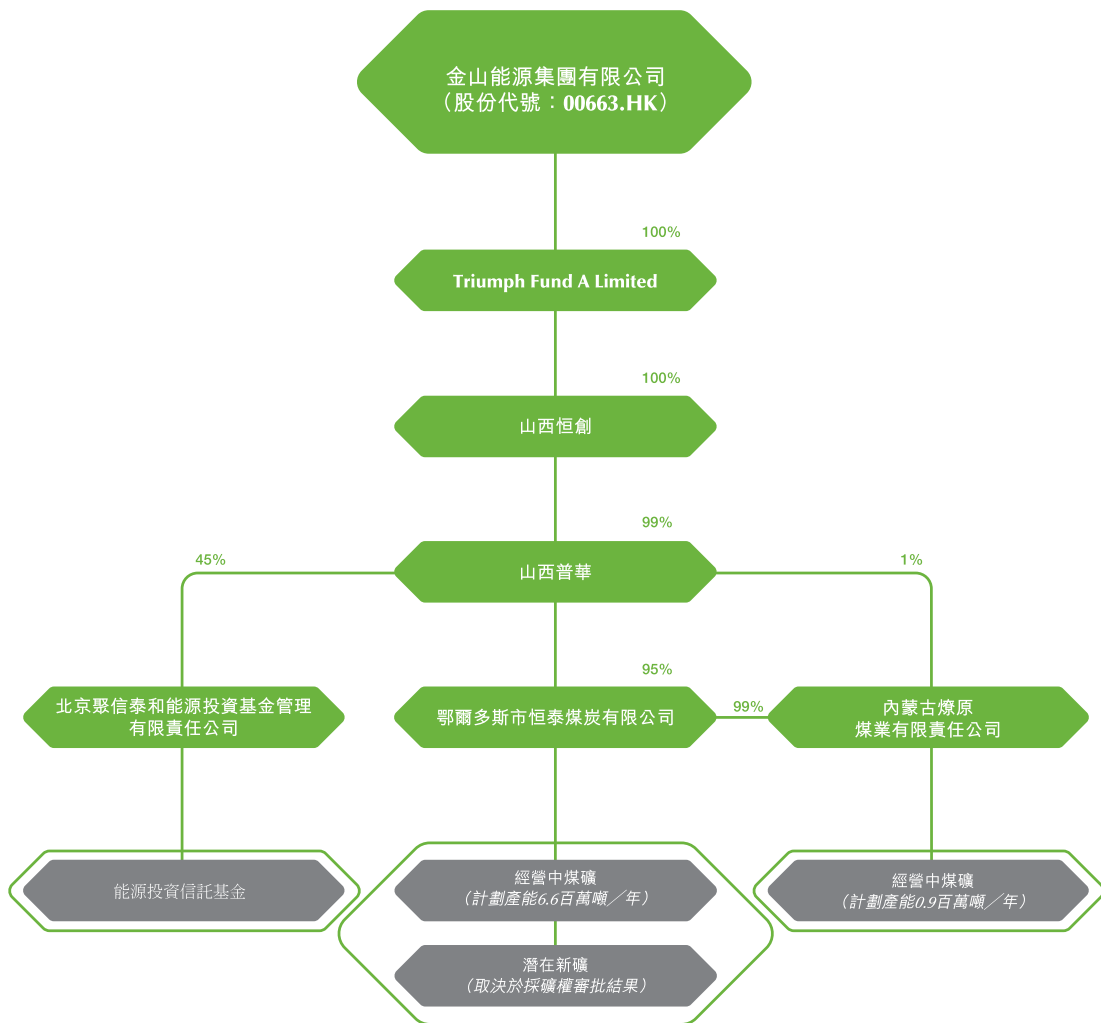 金山能源集團有限公司
（股份代號：00663.HK）
100%
Triumph Fund A Limited
100%
山西恒創
99%
45%
山西普華
1%
95%
北京聚信泰和能源投資基金管理
有限責任公司
鄂爾多斯市恒泰煤炭有限公司
99%
內蒙古燎原
煤業有限責任公司
能源投資信託基金
經營中煤礦
（計劃產能6.6百萬噸／年）
經營中煤礦
（計劃產能0.9百萬噸／年）
潛在新礦
（取決於採礦權審批結果）